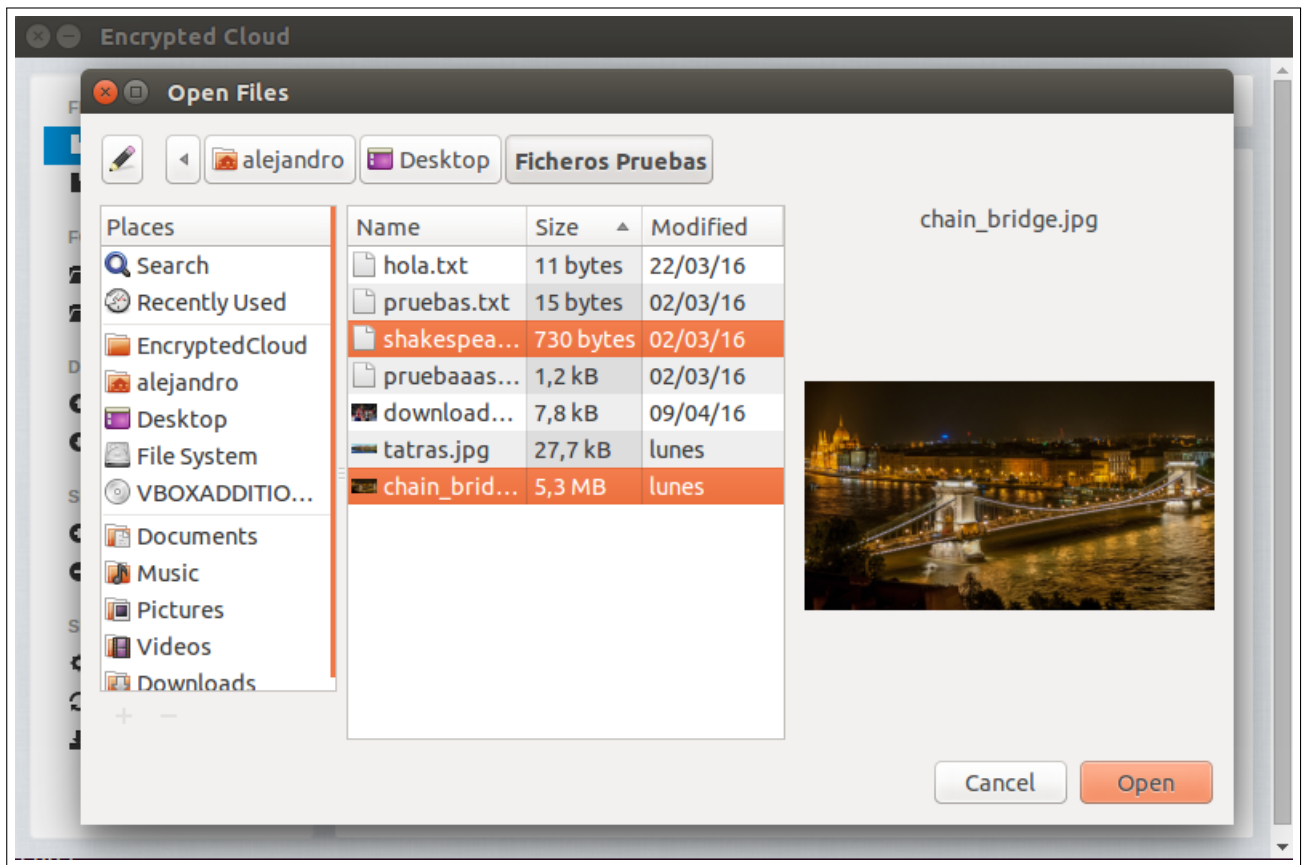 Encrypted Cloud
Open Files
alejandro Desktop Ficheros Pruebas
Places
Search
Recently Used
EncryptedCloud
alejandro
Desktop
File System
VBOXADDITIO...
Documents
Music
Pictures
Videos
Downloads
Name Size Modified
hola.txt 11 bytes 22/03/16
pruebas.txt 15 bytes 02/03/16
shakespea... 730 bytes 02/03/16
pruebaaas... 1,2 kB 02/03/16
download... 7,8 kB 09/04/16
tatras.jpg 27,7 kB lunes
chain_brid... 5,3 MB lunes
chain_bridge.jpg
Cancel Open